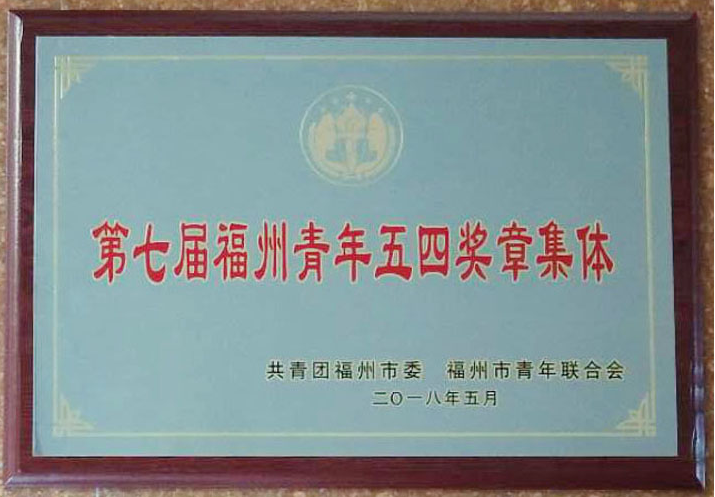 第七届福州青年五四奖章集体
共青团福州市委 福州市青年联合会
二〇一八年五月